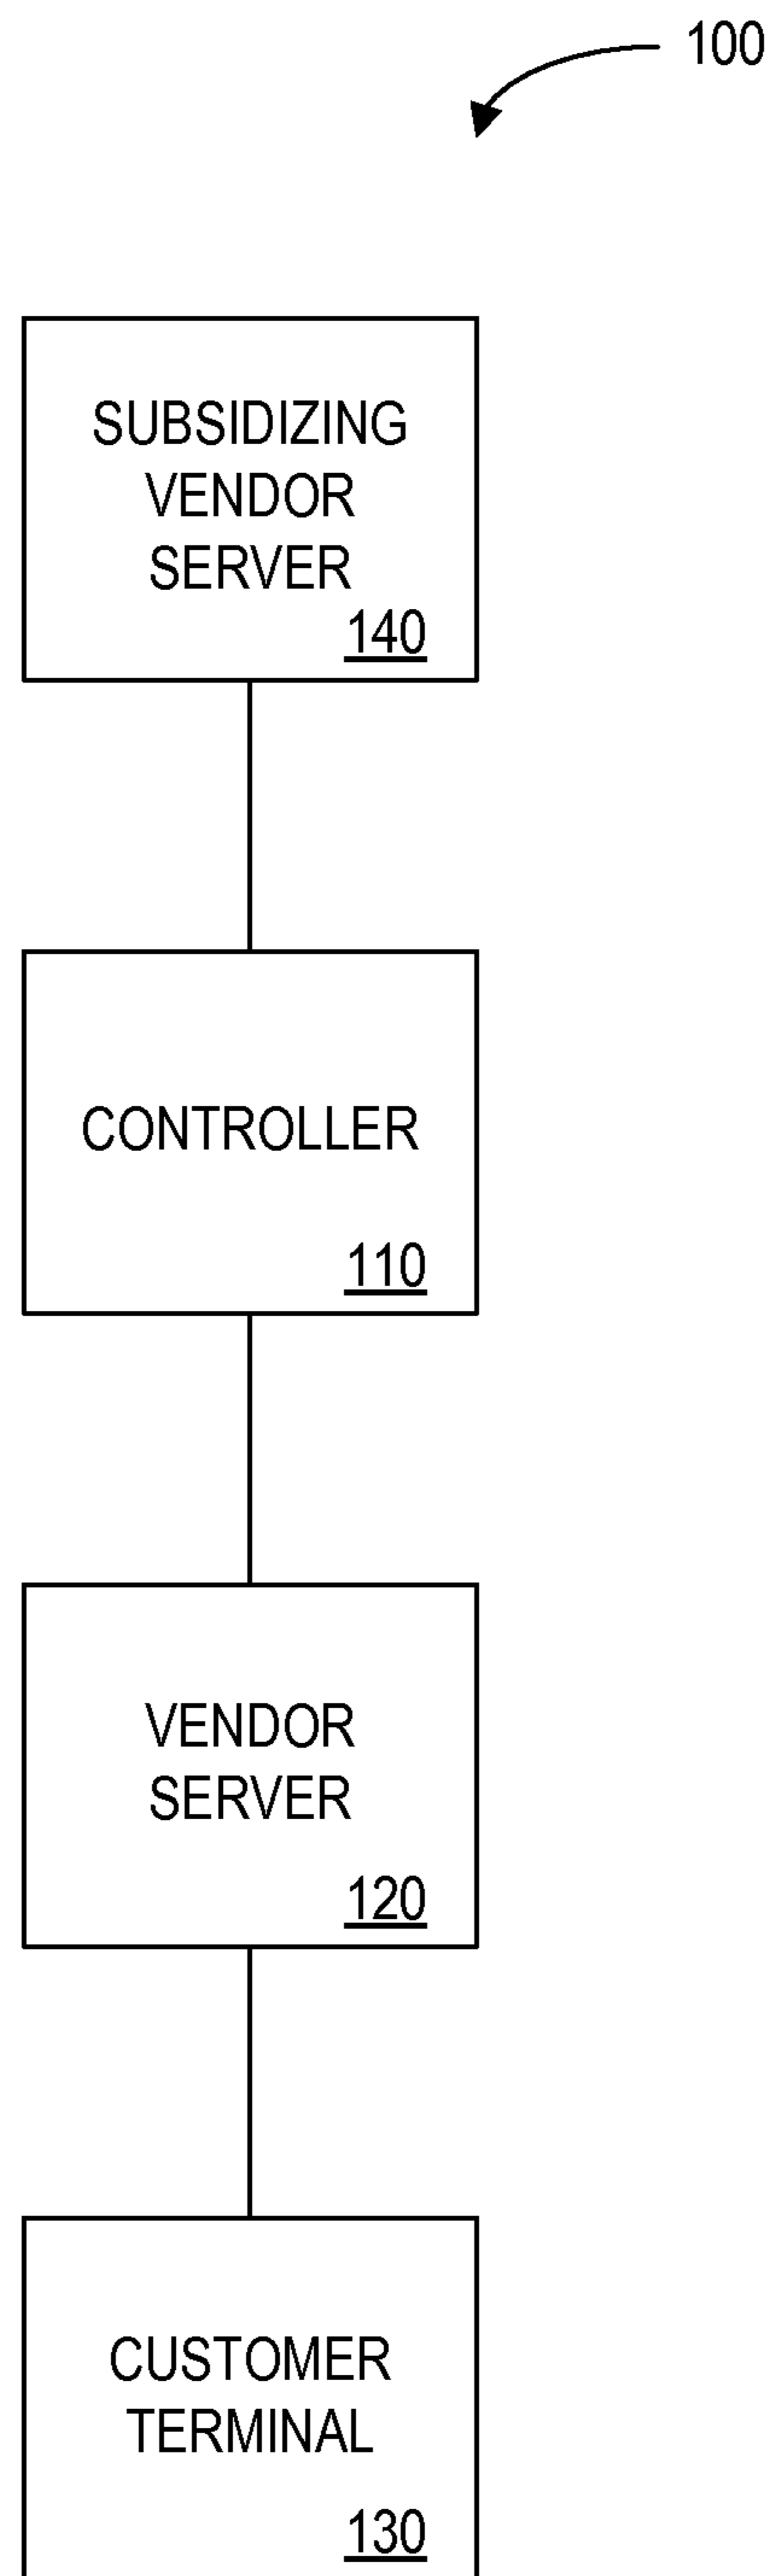 100
SUBSIDIZING
VENDOR
SERVER
140
CONTROLLER
110
VENDOR
SERVER
120
CUSTOMER
TERMINAL
130